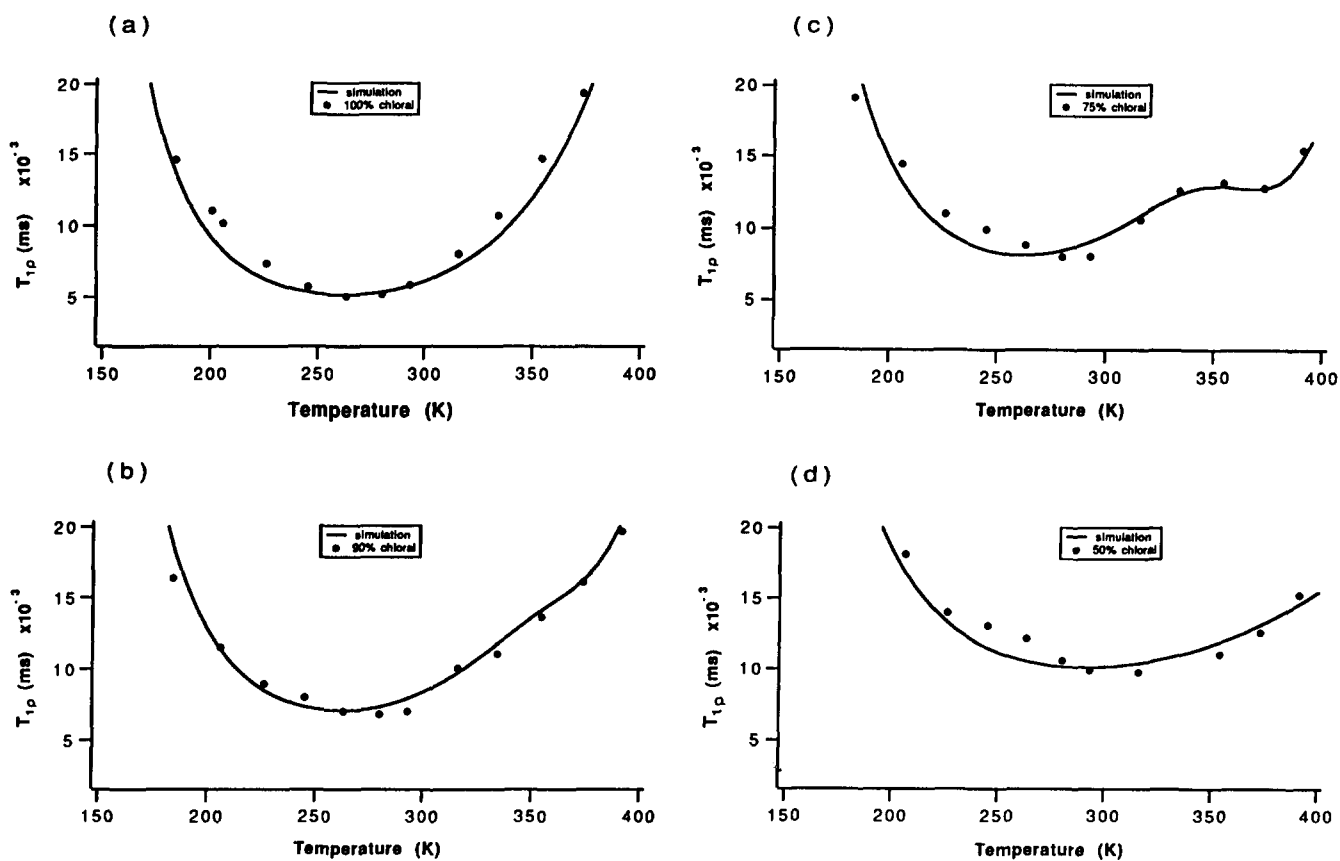 (a)
20
15
10
5
T1ρ (ms) x10-3
simulation
100% chloral
150 200 250 300 350 400
Temperature (K)
(b)
20
15
10
5
T1ρ (ms) x10-3
simulation
90% chloral
150 200 250 300 350 400
Temperature (K)
(c)
20
15
10
5
T1ρ (ms) x10-3
simulation
75% chloral
150 200 250 300 350 400
Temperature (K)
(d)
20
15
10
5
T1ρ (ms) x10-3
simulation
50% chloral
150 200 250 300 350 400
Temperature (K)